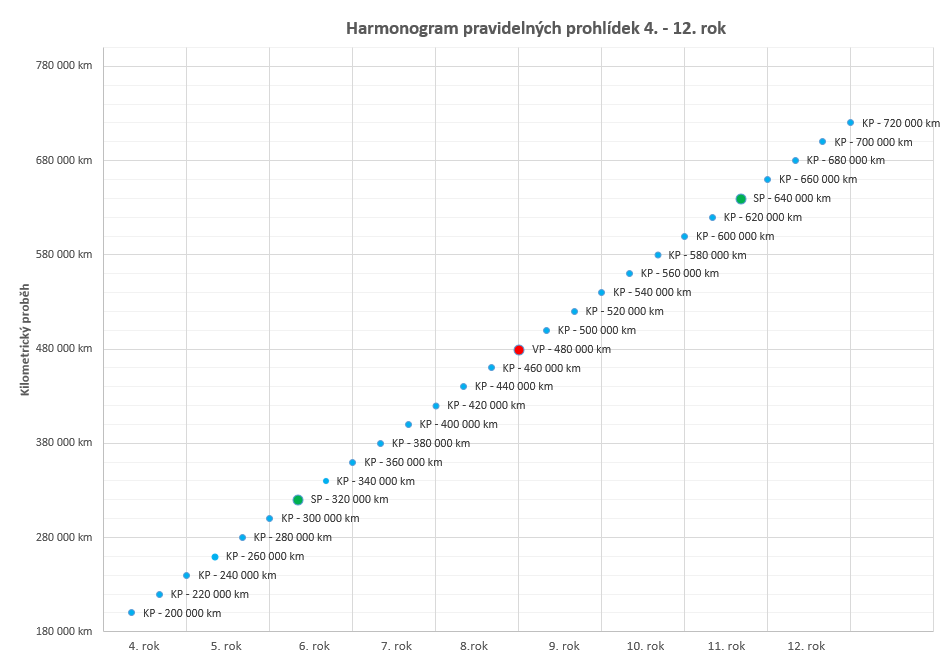 Harmonogram pravidelných prohlídek 4. - 12. rok
780 000 km
KP - 720 000 km
KP - 700 000 km
680 000 km
KP - 680 000 km
KP - 660 000 km
SP - 640 000 km
KP - 620 000 km
KP - 600 000 km
580 000 km
KP - 580 000 km
KP - 560 000 km
KP - 540 000 km
KP - 520 000 km
KP - 500 000 km
Kilometrický proběh
480 000 km
VP - 480 000 km
KP - 460 000 km
KP - 440 000 km
KP - 420 000 km
KP - 400 000 km
380 000 km
KP - 380 000 km
KP - 360 000 km
KP - 340 000 km
SP - 320 000 km
KP - 300 000 km
280 000 km
KP - 280 000 km
KP - 260 000 km
KP - 240 000 km
KP - 220 000 km
KP - 200 000 km
180 000 km
4. rok 5. rok 6. rok 7. rok 8.rok 9. rok 10. rok 11. rok 12. rok